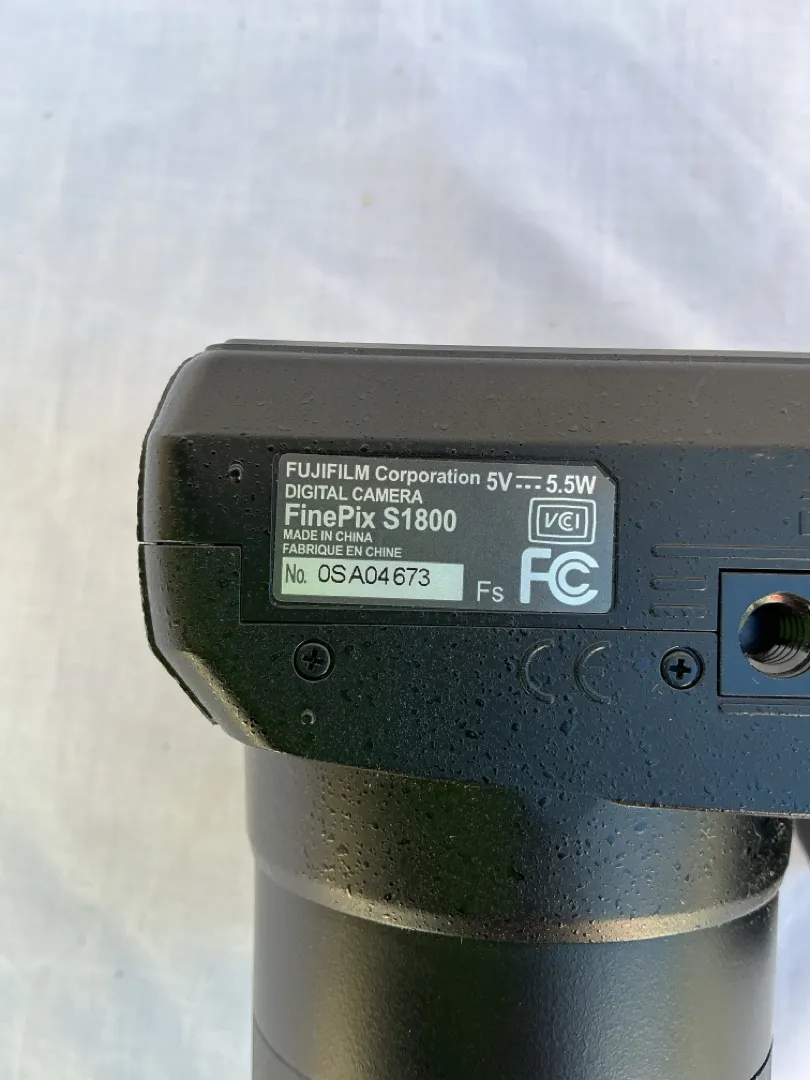 FUJIFILM Corporation 5V⎓5.5W
DIGITAL CAMERA
FinePix S1800
VCCI
MADE IN CHINA
FABRIQUE EN CHINE
No. 0SA04673
Fs
FC
CE